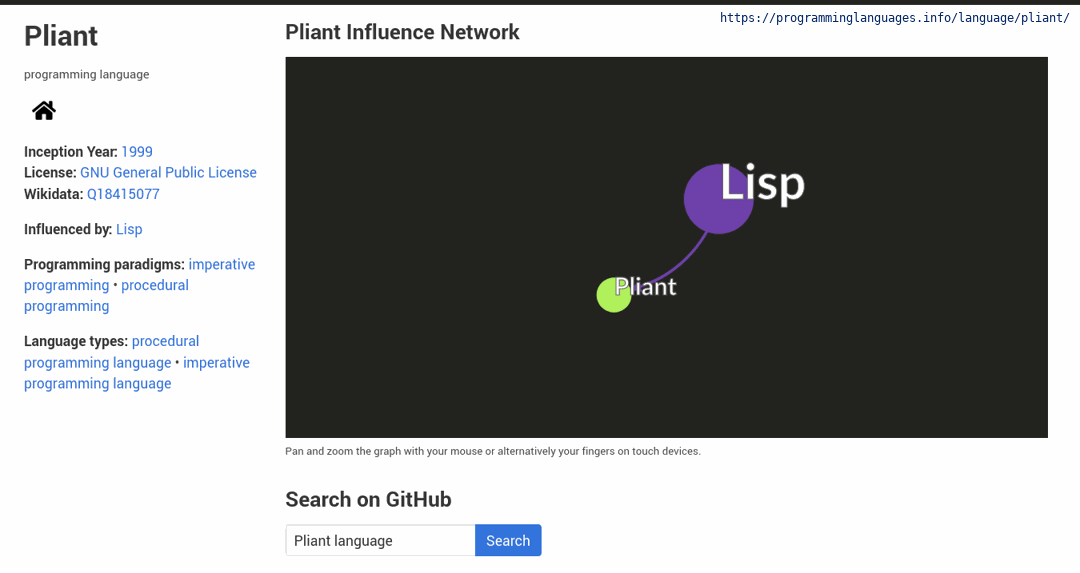 https://programminglanguages.info/language/pliant/
Pliant
programming language
Inception Year: 1999
License: GNU General Public License
Wikidata: Q18415077
Influenced by: Lisp
Programming paradigms: imperative
programming • procedural
programming
Language types: procedural
programming language • imperative
programming language
Pliant Influence Network
Lisp
Pliant
Pan and zoom the graph with your mouse or alternatively your fingers on touch devices.
Search on GitHub
Pliant language
Search